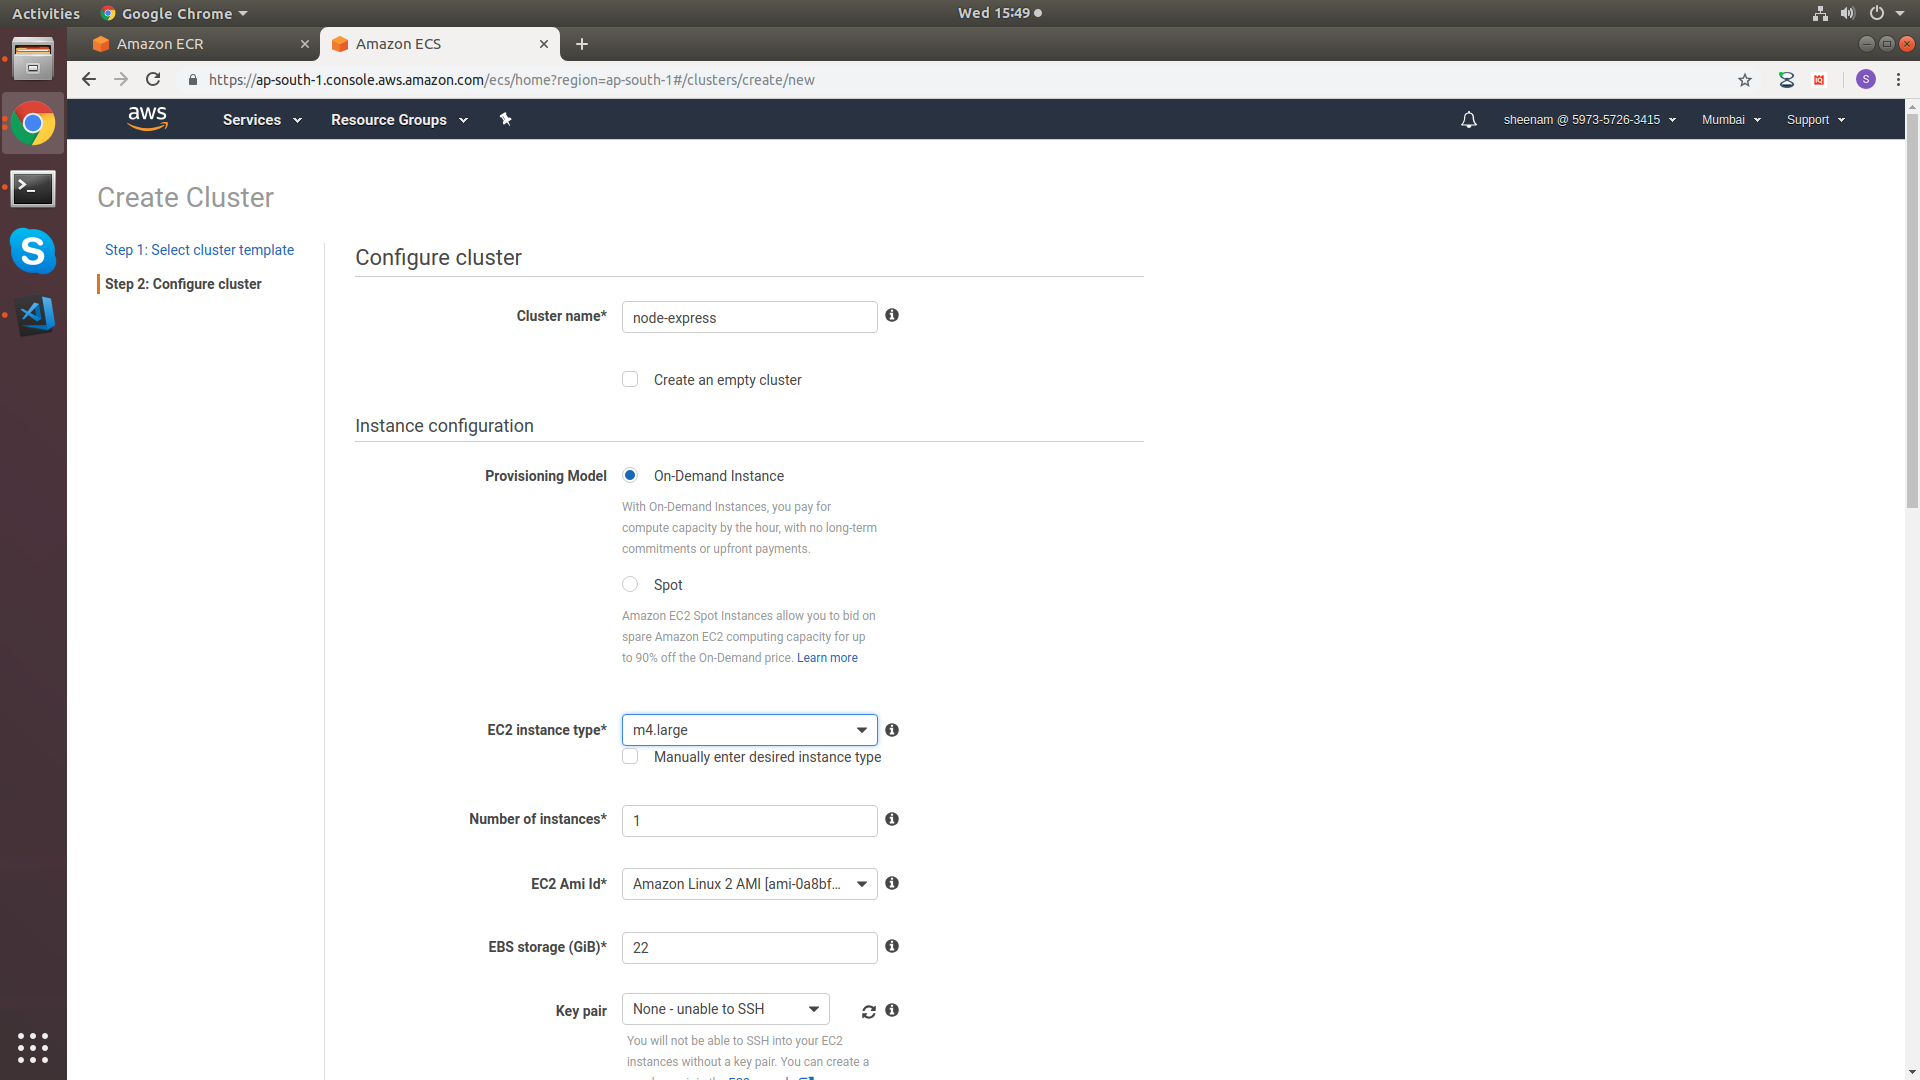 Activities
Google Chrome
Wed 15:49
Amazon ECR
Amazon ECS
https://ap-south-1.console.aws.amazon.com/ecs/home?region=ap-south-1#/clusters/create/new
S
aws
Services
Resource Groups
sheenam @ 5973-5726-3415
Mumbai
Support
Create Cluster
Step 1: Select cluster template
Step 2: Configure cluster
Configure cluster
Cluster name*
node-express
Create an empty cluster
Instance configuration
Provisioning Model
On-Demand Instance
With On-Demand Instances, you pay for
compute capacity by the hour, with no long-term
commitments or upfront payments.
Spot
Amazon EC2 Spot Instances allow you to bid on
spare Amazon EC2 computing capacity for up
to 90% off the On-Demand price. Learn more
EC2 instance type*
m4.large
Manually enter desired instance type
Number of instances*
1
EC2 Ami Id*
Amazon Linux 2 AMI [ami-0a8bf...
EBS storage (GiB)*
22
Key pair
None - unable to SSH
You will not be able to SSH into your EC2
instances without a key pair. You can create a